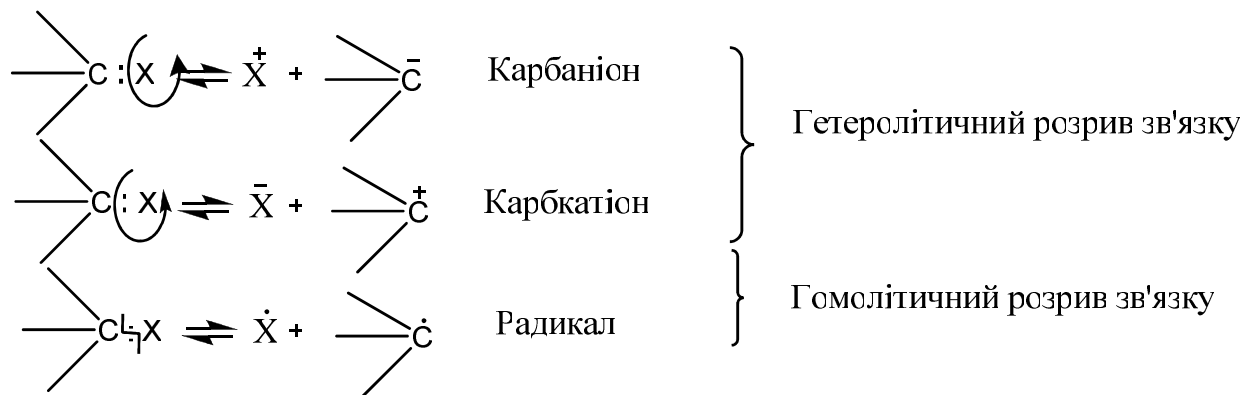 C : X ⇌ X⁺ + C⁻ Карбаніон
Гетеролітичний розрив зв'язку
C : X ⇌ X⁻ + C⁺ Карбкатіон
C : X ⇌ Ẋ + Ċ Радикал
Гомолітичний розрив зв'язку